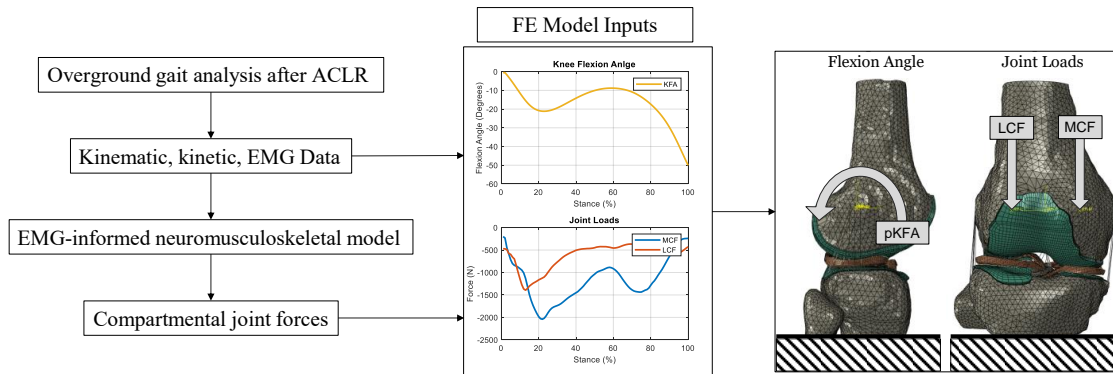 FE Model Inputs
Overground gait analysis after ACLR
Kinematic, kinetic, EMG Data
EMG-informed neuromusculoskeletal model
Compartmental joint forces
Knee Flexion Anlge
KFA
Flexion Angle (Degrees)
0
-10
-20
-30
-40
-50
-60
0 20 40 60 80 100
Stance (%)
Joint Loads
MCF
LCF
Force (N)
0
-500
-1000
-1500
-2000
-2500
0 20 40 60 80 100
Stance (%)
Flexion Angle
pKFA
Joint Loads
LCF
MCF